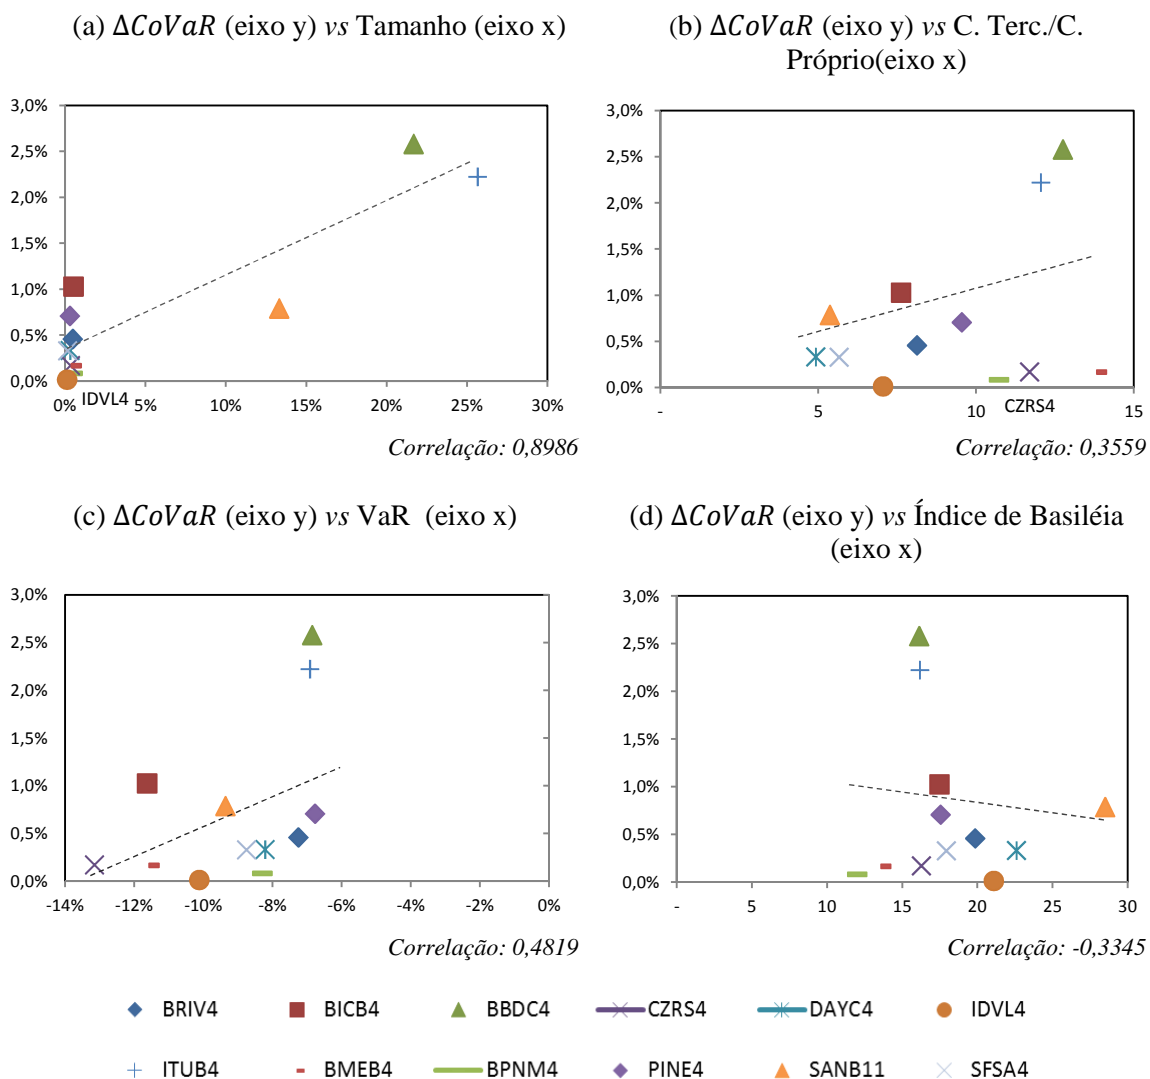 (a) ΔCoVaR (eixo y) vs Tamanho (eixo x)
3,0%
2,5%
2,0%
1,5%
1,0%
0,5%
0,0%
0% 5% 10% 15% 20% 25% 30%
IDVL4
Correlação: 0,8986
(b) ΔCoVaR (eixo y) vs C. Terc./C.
Próprio(eixo x)
3,0%
2,5%
2,0%
1,5%
1,0%
0,5%
0,0%
- 5 10 15
CZRS4
Correlação: 0,3559
(c) ΔCoVaR (eixo y) vs VaR (eixo x)
3,0%
2,5%
2,0%
1,5%
1,0%
0,5%
0,0%
-14% -12% -10% -8% -6% -4% -2% 0%
Correlação: 0,4819
(d) ΔCoVaR (eixo y) vs Índice de Basiléia
(eixo x)
3,0%
2,5%
2,0%
1,5%
1,0%
0,5%
0,0%
- 5 10 15 20 25 30
Correlação: -0,3345
BRIV4 BICB4 BBDC4 CZRS4 DAYC4 IDVL4
ITUB4 BMEB4 BPNM4 PINE4 SANB11 SFSA4